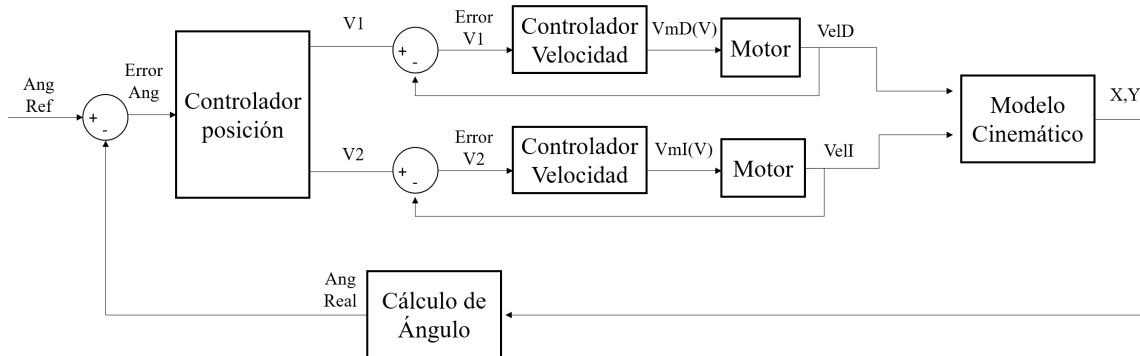 Ang
Ref
+
-
Error
Ang
Controlador
posición
V1
+
-
Error
V1
Controlador
Velocidad
VmD(V)
Motor
VelD
V2
+
-
Error
V2
Controlador
Velocidad
VmI(V)
Motor
VelI
Modelo
Cinemático
X,Y
Ang
Real
Cálculo de
Ángulo